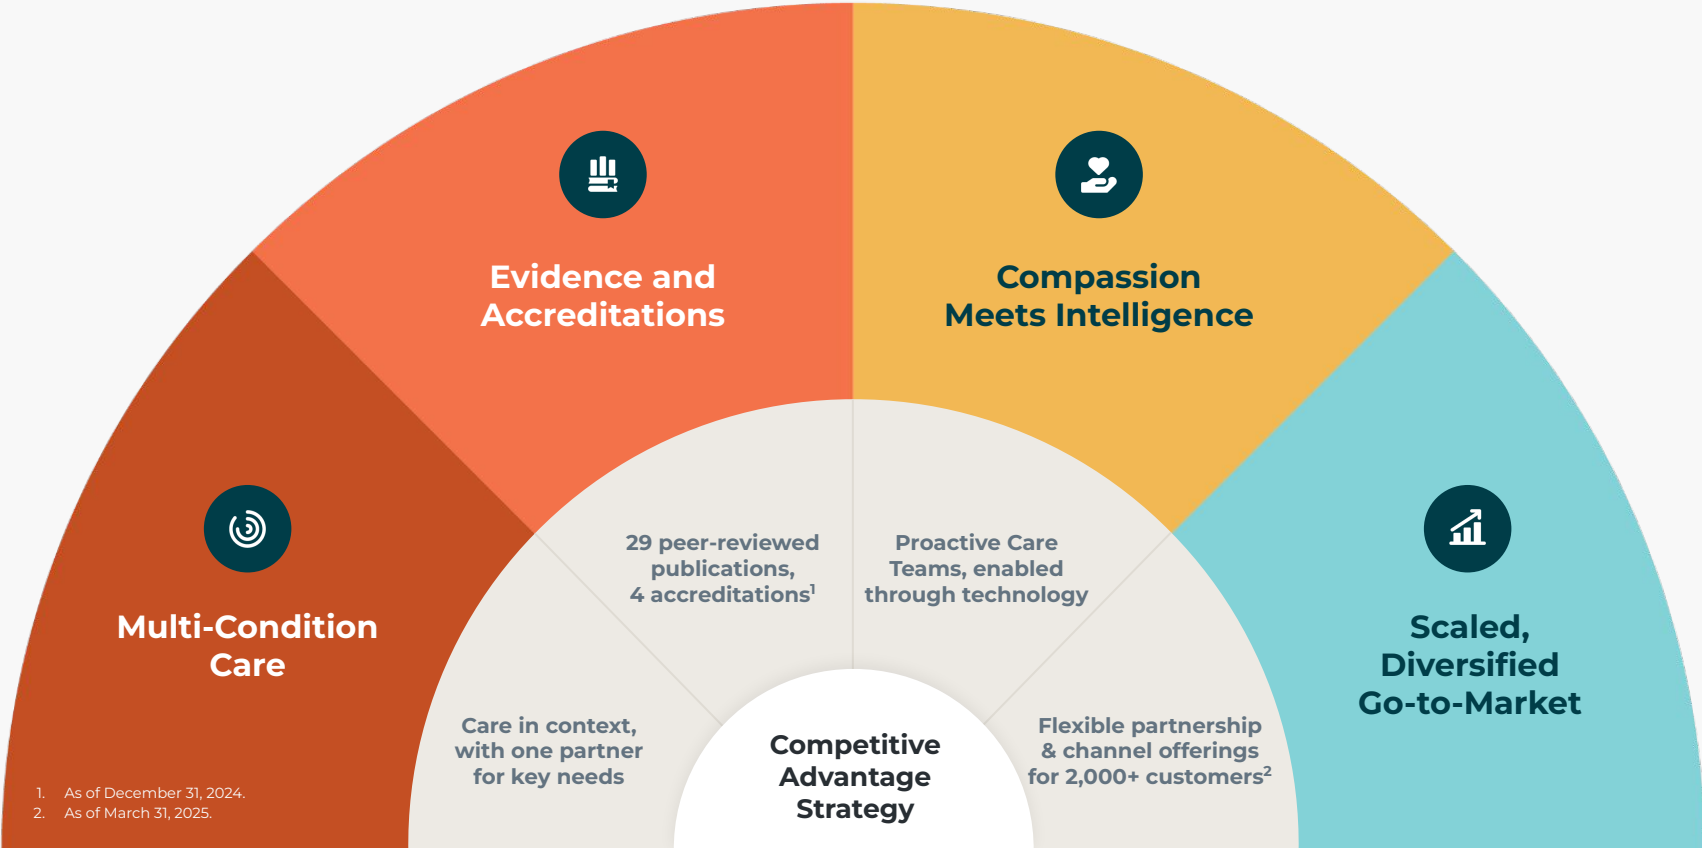 Evidence and
Accreditations
Compassion
Meets Intelligence
Multi-Condition
Care
Scaled,
Diversified
Go-to-Market
29 peer-reviewed
publications,
4 accreditations¹
Proactive Care
Teams, enabled
through technology
Care in context,
with one partner
for key needs
Flexible partnership
& channel offerings
for 2,000+ customers²
Competitive
Advantage
Strategy
1. As of December 31, 2024.
2. As of March 31, 2025.